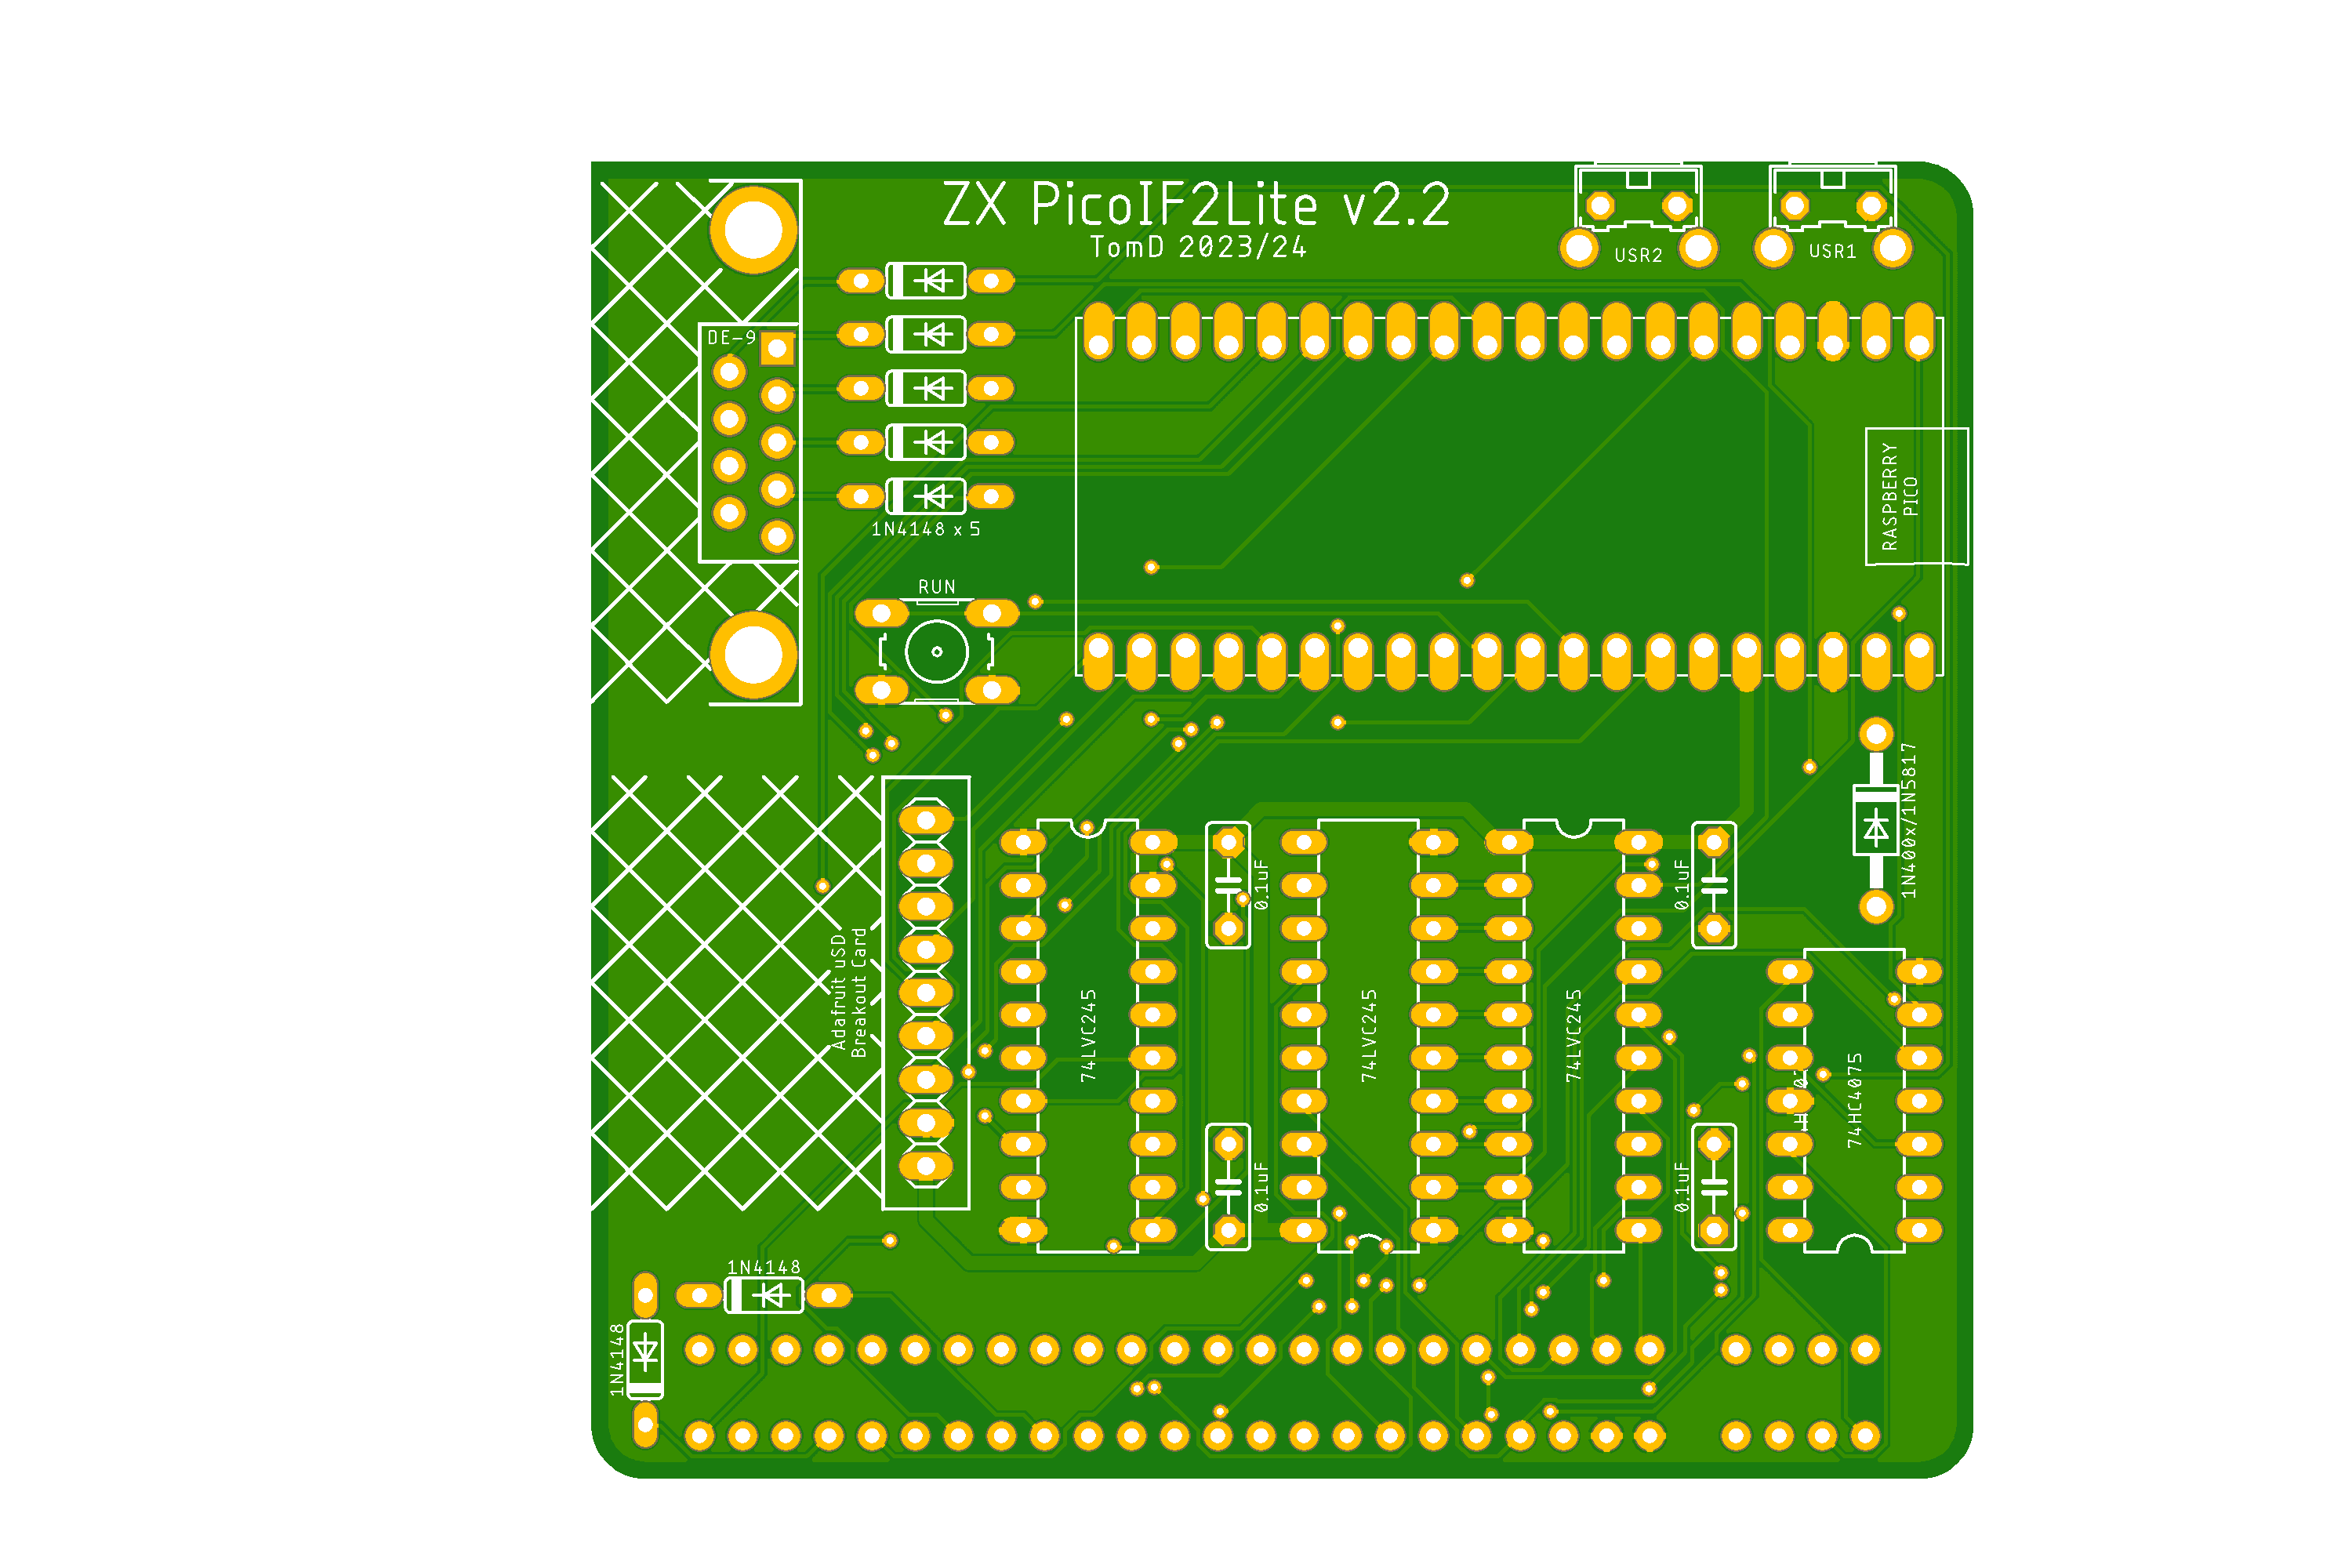 ZX PicoIF2Lite v2.2
TomD 2023/24
USR2
USR1
DE-9
1N4148 x 5
RASPBERRY
PICO
RUN
1N400x/1N5817
0.1uF
0.1uF
Adafruit uSD
Breakout Card
74LVC245
74LVC245
74LVC245
74HC4075
0.1uF
0.1uF
1N4148
1N4148